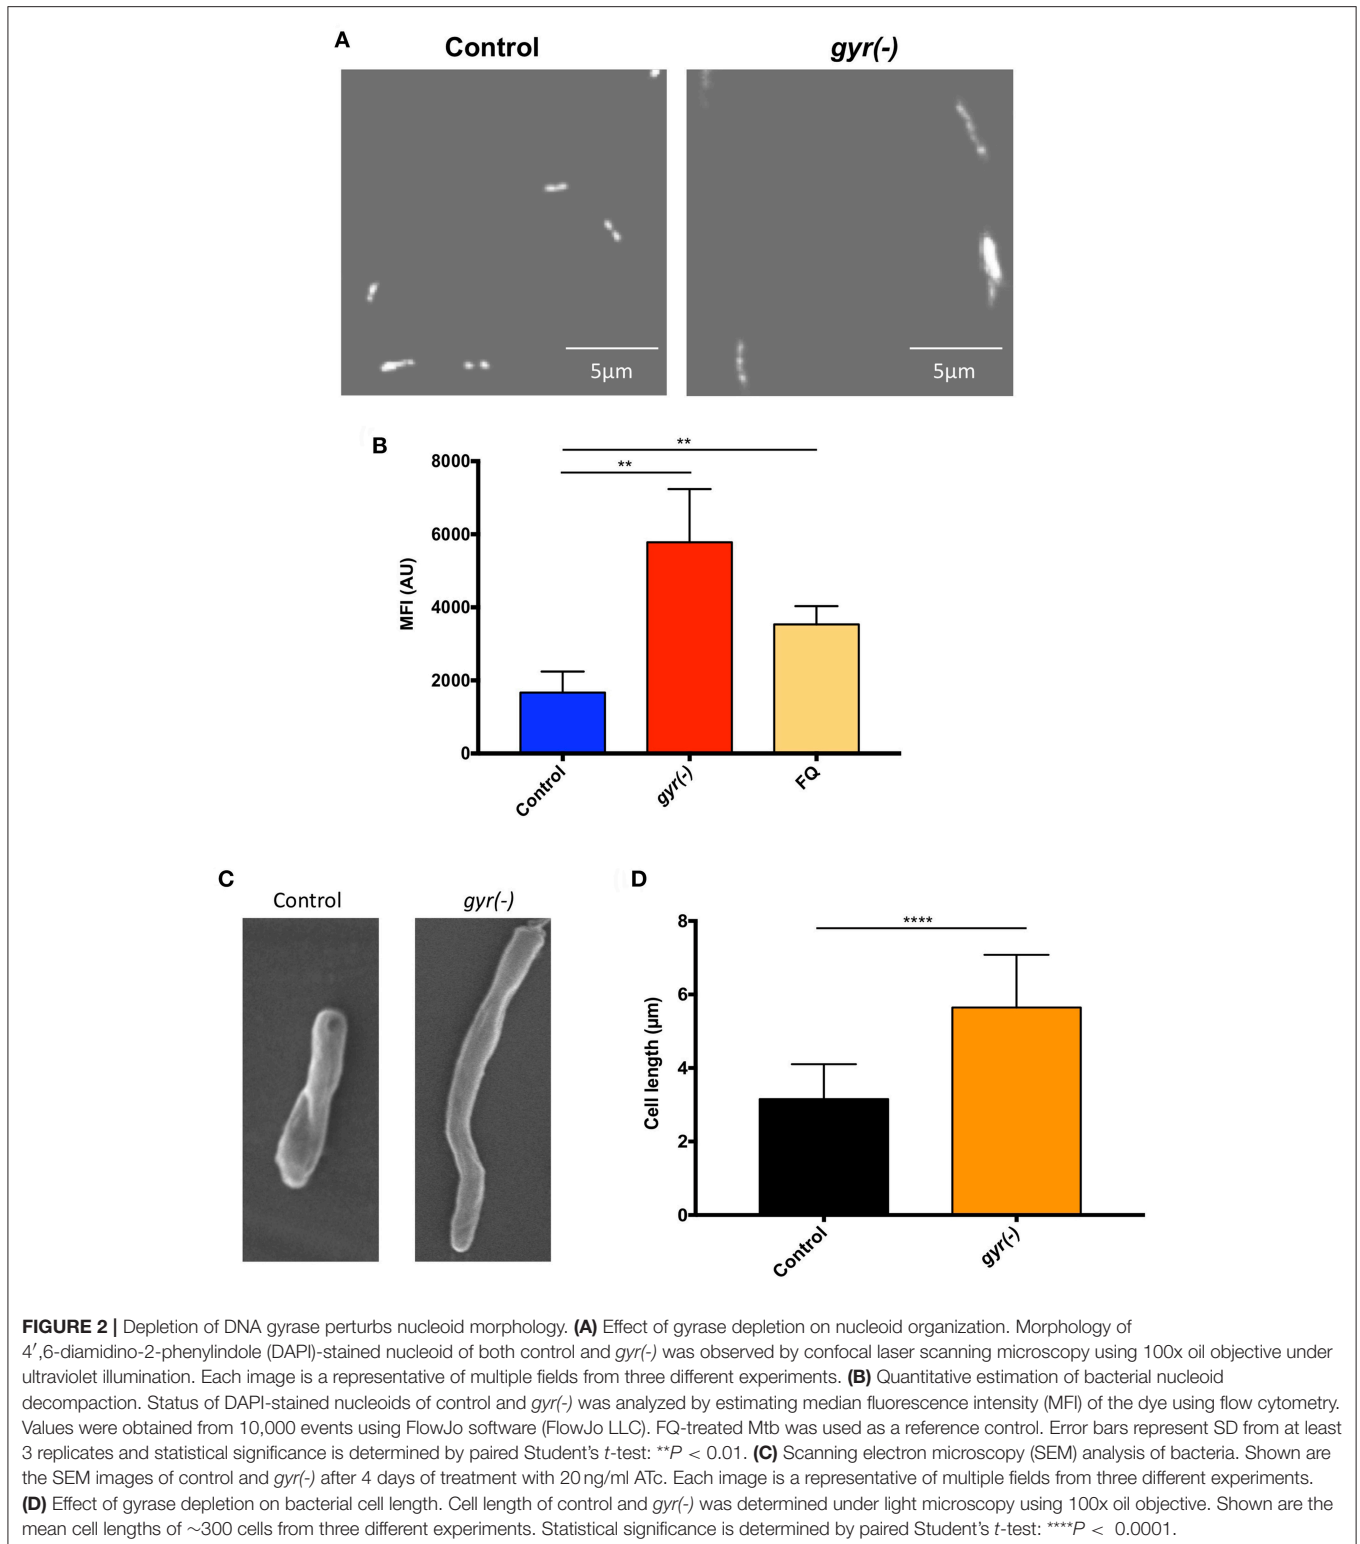 A
Control
gyr(-)
5µm
5µm
B
**
**
8000
6000
4000
2000
0
MFI (AU)
Control
gyr(-)
FQ
C
Control
gyr(-)
D
****
8
6
4
2
0
Cell length (µm)
Control
gyr(-)
FIGURE 2 | Depletion of DNA gyrase perturbs nucleoid morphology. (A) Effect of gyrase depletion on nucleoid organization. Morphology of
4′,6-diamidino-2-phenylindole (DAPI)-stained nucleoid of both control and gyr(-) was observed by confocal laser scanning microscopy using 100x oil objective under
ultraviolet illumination. Each image is a representative of multiple fields from three different experiments. (B) Quantitative estimation of bacterial nucleoid
decompaction. Status of DAPI-stained nucleoids of control and gyr(-) was analyzed by estimating median fluorescence intensity (MFI) of the dye using flow cytometry.
Values were obtained from 10,000 events using FlowJo software (FlowJo LLC). FQ-treated Mtb was used as a reference control. Error bars represent SD from at least
3 replicates and statistical significance is determined by paired Student's t-test: **P < 0.01. (C) Scanning electron microscopy (SEM) analysis of bacteria. Shown are
the SEM images of control and gyr(-) after 4 days of treatment with 20 ng/ml ATc. Each image is a representative of multiple fields from three different experiments.
(D) Effect of gyrase depletion on bacterial cell length. Cell length of control and gyr(-) was determined under light microscopy using 100x oil objective. Shown are the
mean cell lengths of ~300 cells from three different experiments. Statistical significance is determined by paired Student's t-test: ****P < 0.0001.